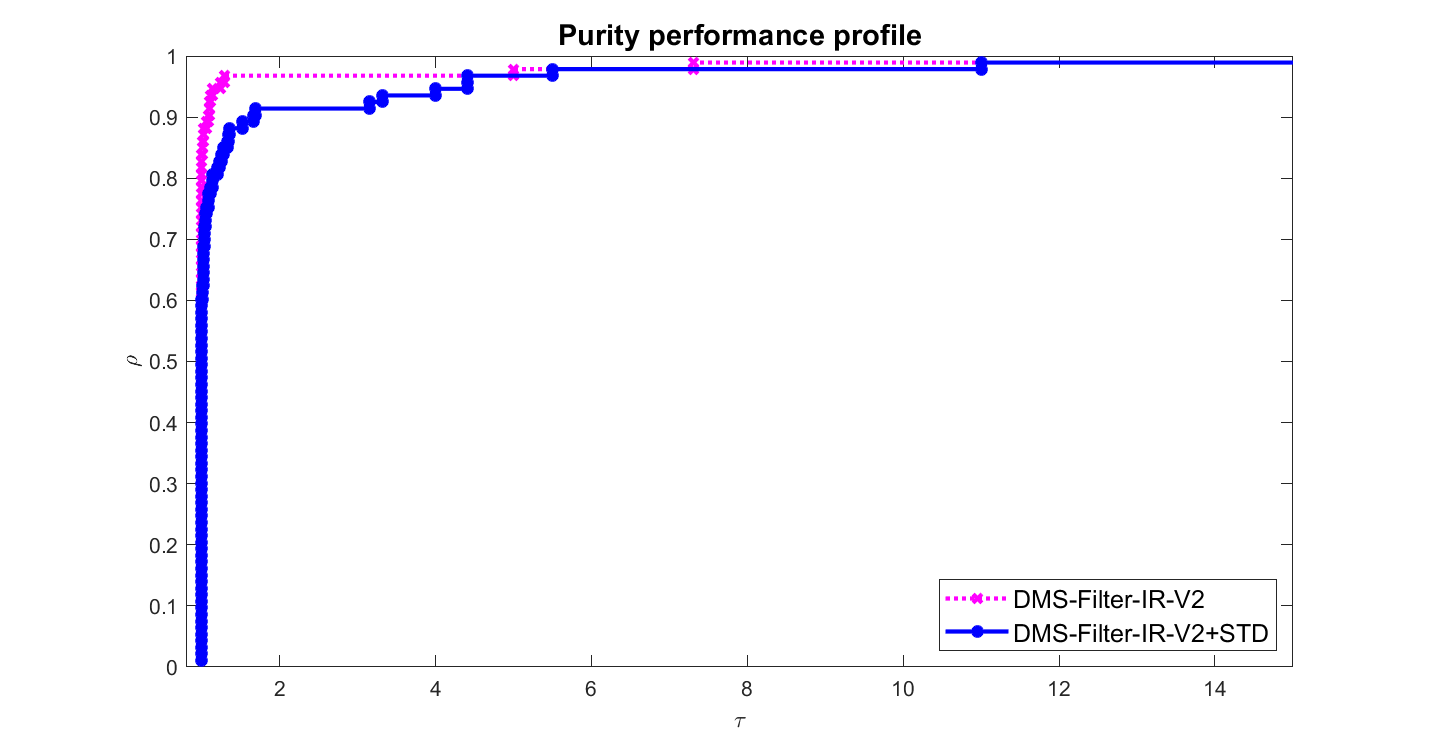 Purity performance profile
1
0.9
0.8
0.7
0.6
0.5
0.4
0.3
0.2
0.1
0
ρ
2 4 6 8 10 12 14
τ
DMS-Filter-IR-V2
DMS-Filter-IR-V2+STD